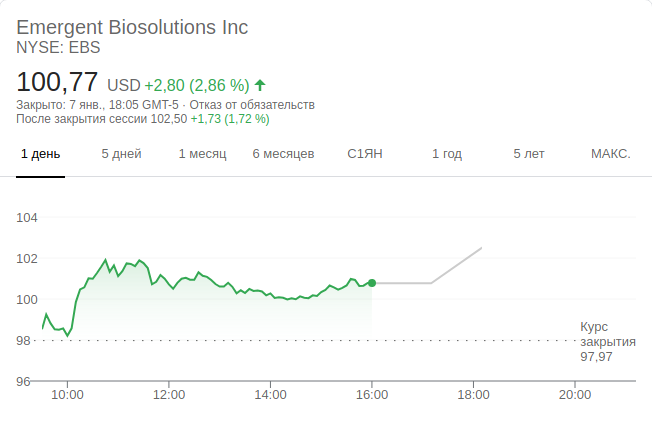 Emergent Biosolutions Inc
NYSE: EBS
100,77 USD +2,80 (2,86 %) ↑
Закрыто: 7 янв., 18:05 GMT-5 · Отказ от обязательств
После закрытия сессии 102,50 +1,73 (1,72 %)
1 день 5 дней 1 месяц 6 месяцев С1ЯН 1 год 5 лет МАКС.
104
102
100
98
96
Курс
закрытия
97,97
10:00 12:00 14:00 16:00 18:00 20:00